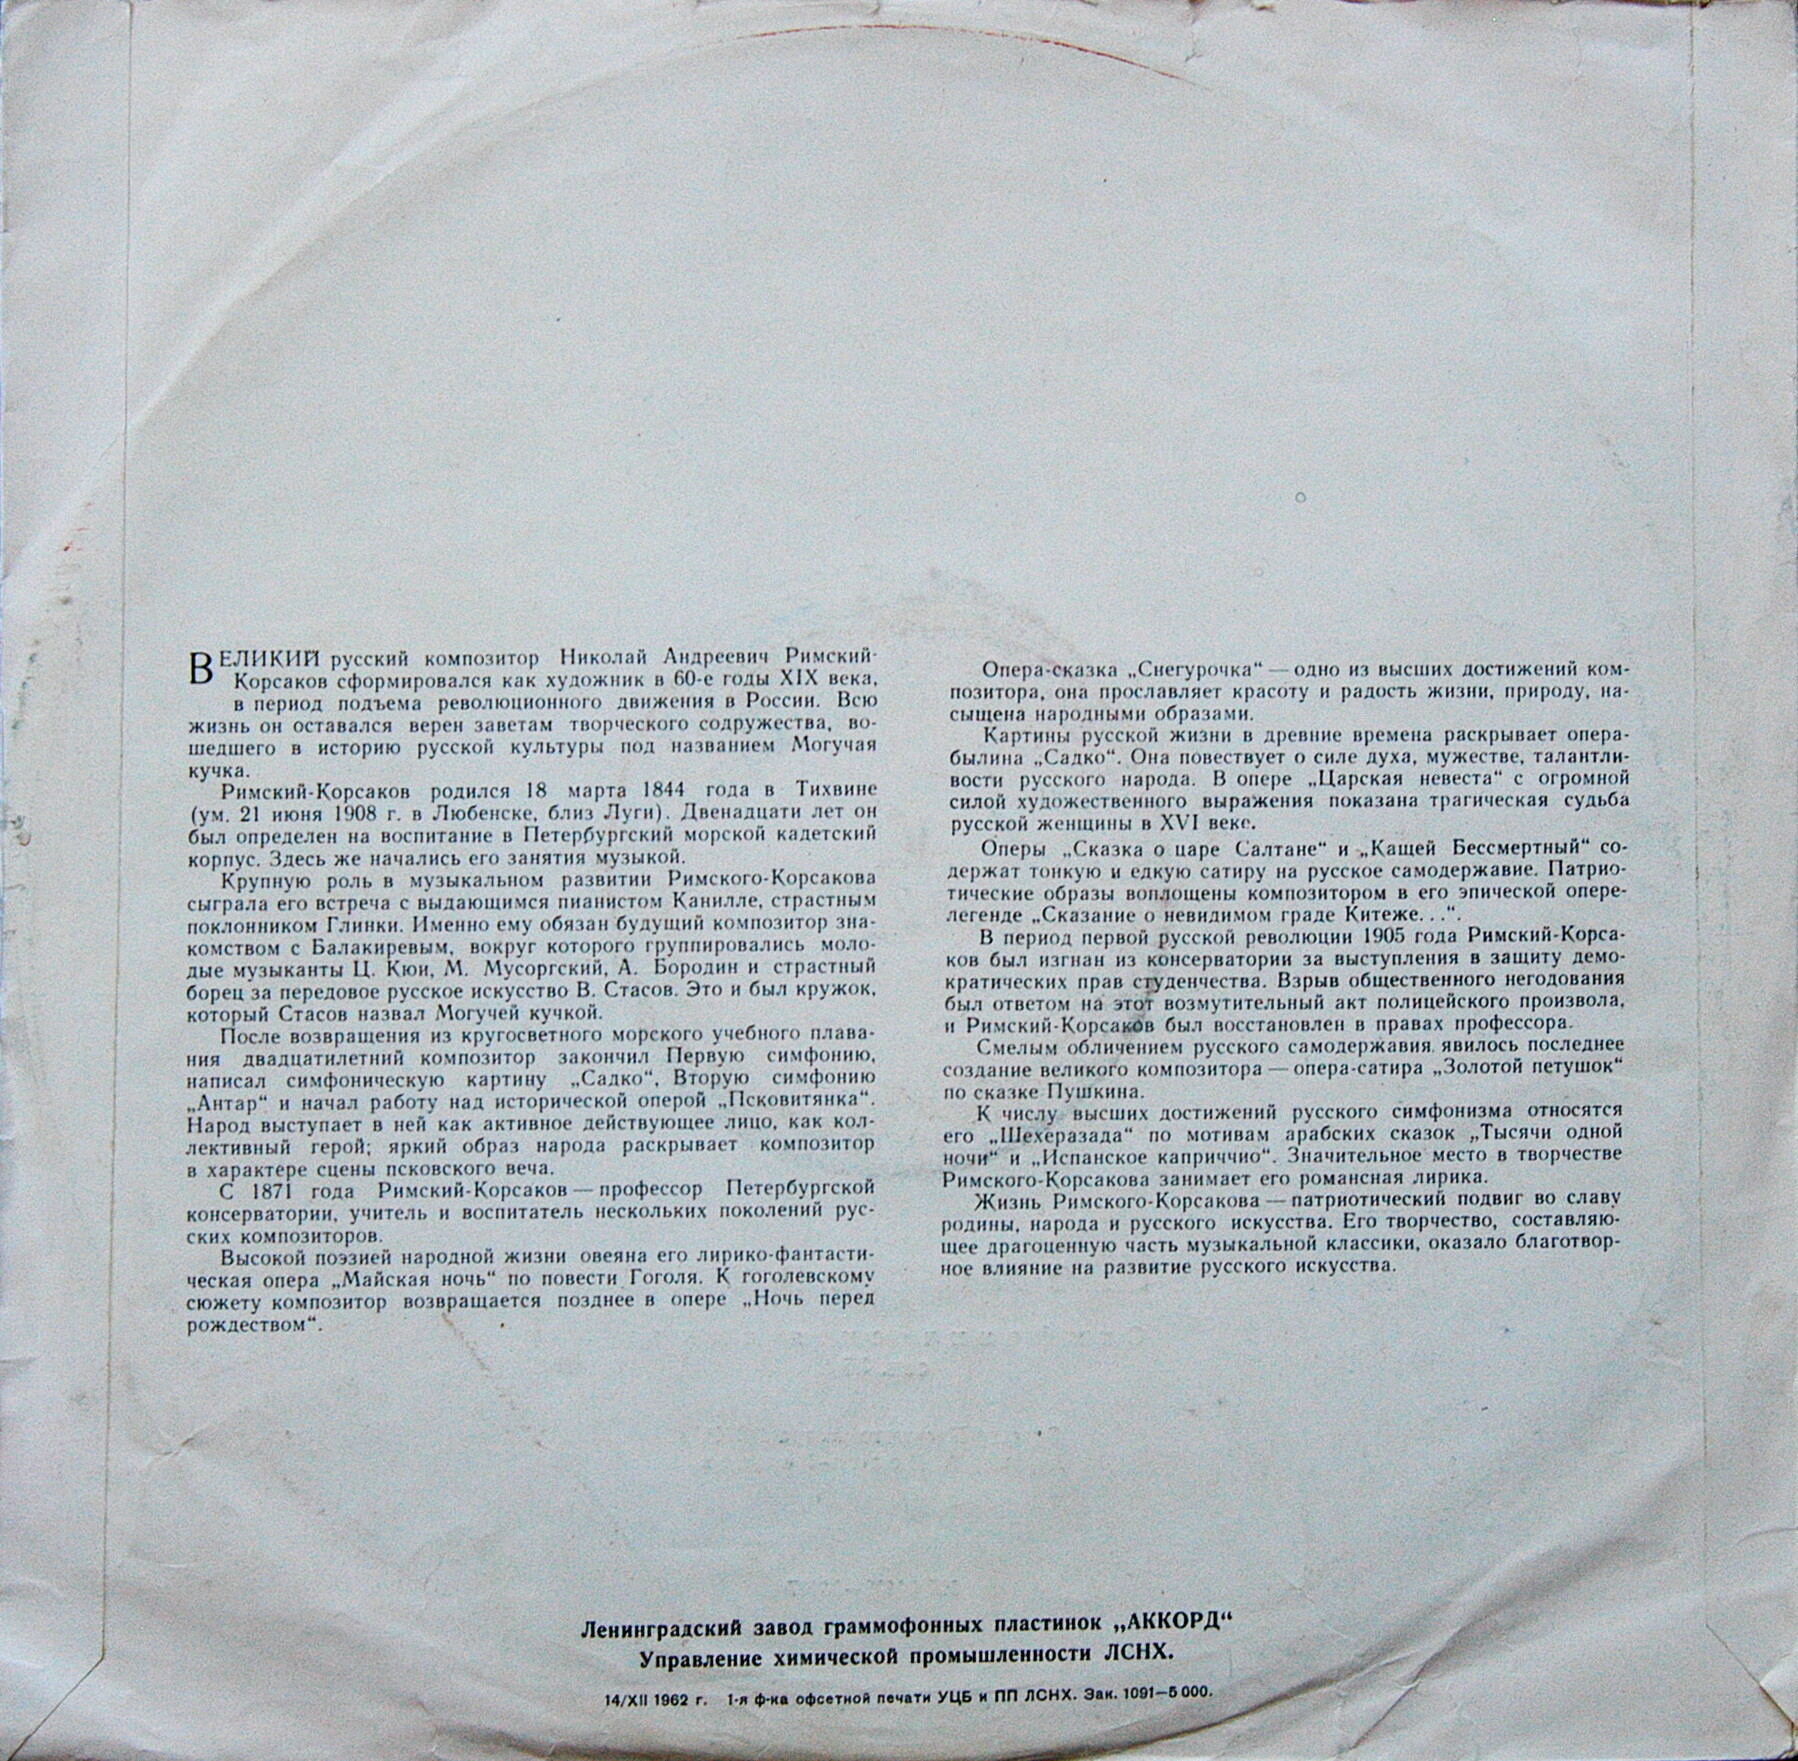 ВЕЛИКИЙ русский композитор Николай Андреевич Римский-
Корсаков сформировался как художник в 60-е годы XIX века,
в период подъема революционного движения в России. Всю
жизнь он оставался верен заветам творческого содружества, во-
шедшего в историю русской культуры под названием Могучая
кучка.
Римский-Корсаков родился 18 марта 1844 года в Тихвине
(ум. 21 июня 1908 г. в Любенске, близ Луги). Двенадцати лет он
был определен на воспитание в Петербургский морской кадетский
корпус. Здесь же начались его занятия музыкой.
Крупную роль в музыкальном развитии Римского-Корсакова
сыграла его встреча с выдающимся пианистом Канилле, страстным
поклонником Глинки. Именно ему обязан будущий композитор зна-
комством с Балакиревым, вокруг которого группировались моло-
дые музыканты Ц. Кюи, М. Мусоргский, А. Бородин и страстный
борец за передовое русское искусство В. Стасов. Это и был кружок,
который Стасов назвал Могучей кучкой.
После возвращения из кругосветного морского учебного плава-
ния двадцатилетний композитор закончил Первую симфонию,
написал симфоническую картину „Садко“, Вторую симфонию
„Антар“ и начал работу над исторической оперой „Псковитянка“.
Народ выступает в ней как активное действующее лицо, как кол-
лективный герой; яркий образ народа раскрывает композитор
в характере сцены псковского веча.
С 1871 года Римский-Корсаков — профессор Петербургской
консерватории, учитель и воспитатель нескольких поколений рус-
ских композиторов.
Высокой поэзией народной жизни овеяна его лирико-фантасти-
ческая опера „Майская ночь“ по повести Гоголя. К гоголевскому
сюжету композитор возвращается позднее в опере „Ночь перед
рождеством“.
Опера-сказка „Снегурочка“ — одно из высших достижений ком-
позитора, она прославляет красоту и радость жизни, природу, на-
сыщена народными образами.
Картины русской жизни в древние времена раскрывает опера-
былина „Садко“. Она повествует о силе духа, мужестве, талантли-
вости русского народа. В опере „Царская невеста“ с огромной
силой художественного выражения показана трагическая судьба
русской женщины в XVI веке.
Оперы „Сказка о царе Салтане“ и „Кащей Бессмертный“ со-
держат тонкую и едкую сатиру на русское самодержавие. Патрио-
тические образы воплощены композитором в его эпической опере-
легенде „Сказание о невидимом граде Китеже...“.
В период первой русской революции 1905 года Римский-Корса-
ков был изгнан из консерватории за выступления в защиту демо-
кратических прав студенчества. Взрыв общественного негодования
был ответом на этот возмутительный акт полицейского произвола,
и Римский-Корсаков был восстановлен в правах профессора.
Смелым обличением русского самодержавия явилось последнее
создание великого композитора — опера-сатира „Золотой петушок“
по сказке Пушкина.
К числу высших достижений русского симфонизма относятся
его „Шехеразада“ по мотивам арабских сказок „Тысячи одной
ночи“ и „Испанское каприччио“. Значительное место в творчестве
Римского-Корсакова занимает его романсная лирика.
Жизнь Римского-Корсакова — патриотический подвиг во славу
родины, народа и русского искусства. Его творчество, составляю-
щее драгоценную часть музыкальной классики, оказало благотвор-
ное влияние на развитие русского искусства.
Ленинградский завод граммофонных пластинок „АККОРД“
Управление химической промышленности ЛСНХ.
14/XII 1962 г. 1-я ф-ка офсетной печати УЦБ и ПП ЛСНХ. Зак. 1091—5 000.